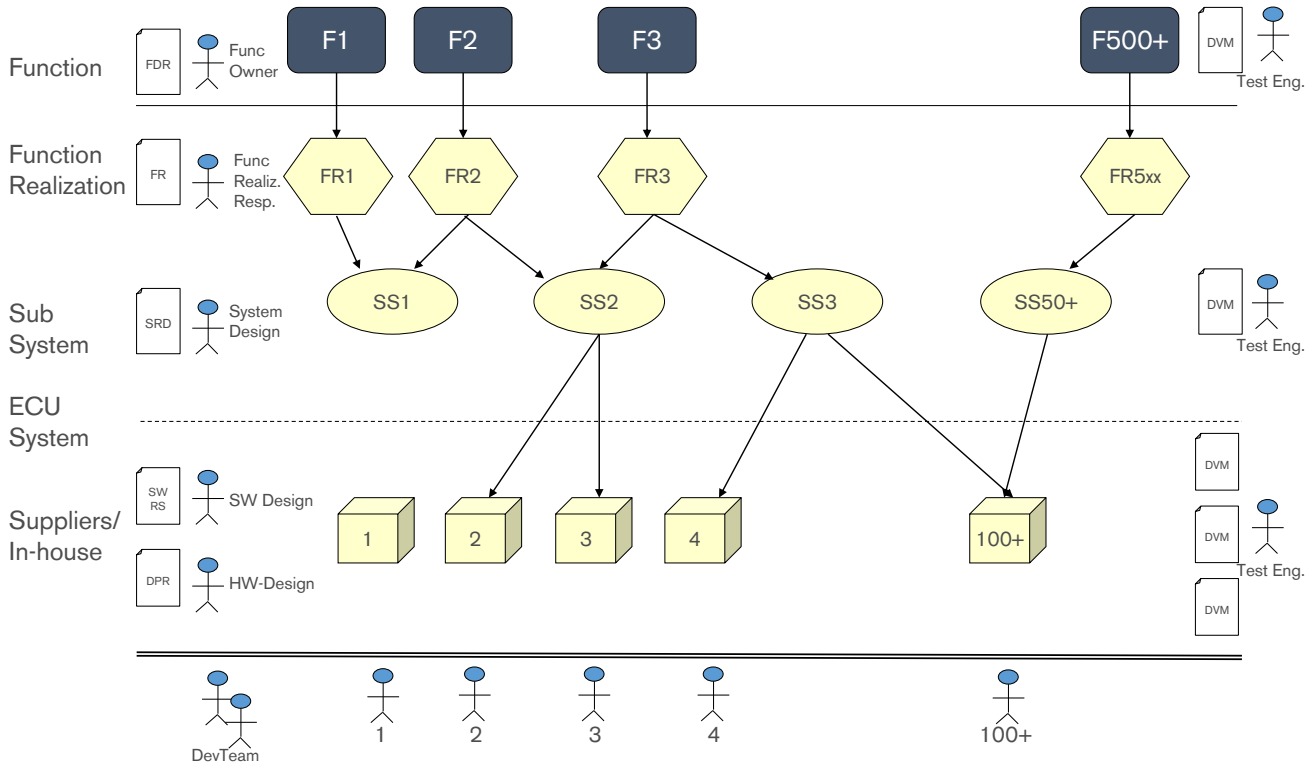 F1
F2
F3
F500+
Function
FDR
Func
Owner
DVM
Test Eng.
Function
Realization
FR
Func
Realiz.
Resp.
FR1
FR2
FR3
FR5xx
Sub
System
SRD
System
Design
SS1
SS2
SS3
SS50+
DVM
Test Eng.
ECU
System
Suppliers/
In-house
SW
RS
SW Design
DPR
HW-Design
1
2
3
4
100+
DVM
DVM
Test Eng.
DVM
DevTeam
1
2
3
4
100+